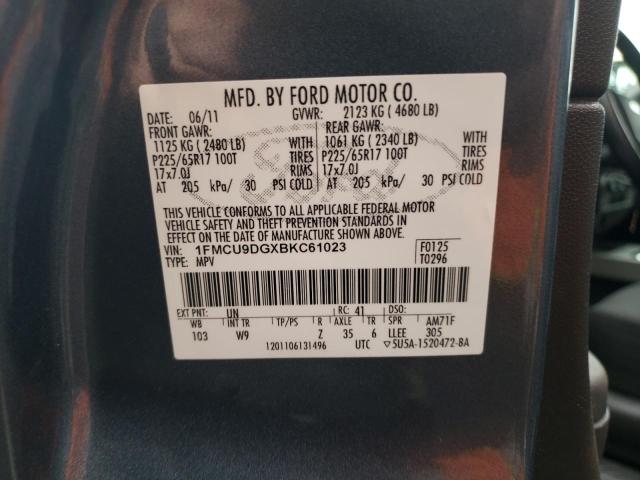 MFD. BY FORD MOTOR CO.
DATE: 06/11 GVWR: 2123 KG ( 4680 LB)
FRONT GAWR: REAR GAWR:
1125 KG ( 2480 LB) WITH 1061 KG ( 2340 LB) WITH
P225/65R17 100T TIRES P225/65R17 100T TIRES
17x7.0J RIMS 17x7.0J RIMS
AT 205 kPa/ 30 PSI COLD AT 205 kPa/ 30 PSI COLD
THIS VEHICLE CONFORMS TO ALL APPLICABLE FEDERAL MOTOR
VEHICLE SAFETY AND THEFT PREVENTION STANDARDS IN
EFFECT ON THE DATE OF MANUFACTURE SHOWN ABOVE.
VIN: 1FMCU9DGXBKC61023 F0125
TYPE: MPV T0296
EXT PNT: UN RC: 41 DSO:
WB INT TR TP/PS R AXLE TR SPR AM71F
103 W9 Z 35 6 LLEE 305
1201106131496 UTC 5U5A-1520472-BA
Ford